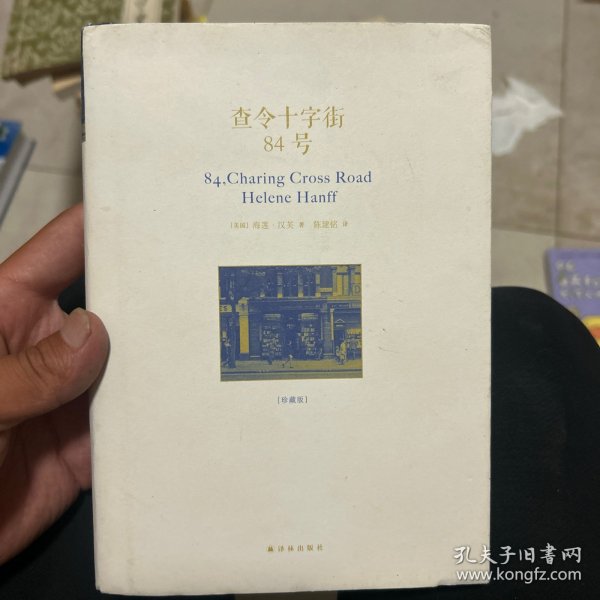 查令十字街
84 号
84, Charing Cross Road
Helene Hanff
[美国] 海莲·汉芙 著 陈建铭 译
[珍藏版]
译林出版社
孔夫子旧书网
www.kongfz.com